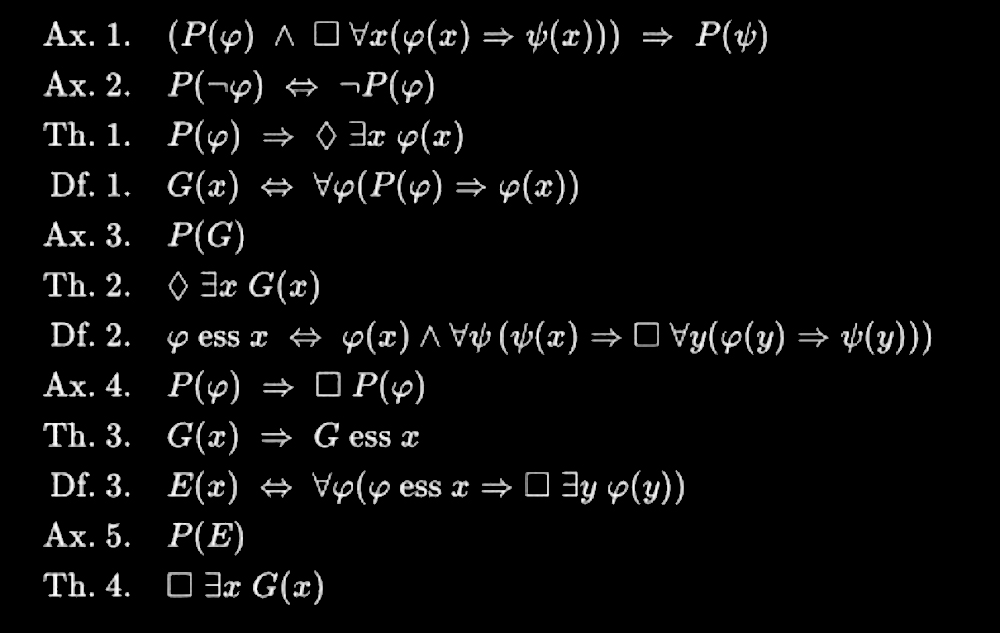 Ax. 1. (P(φ) ∧ □ ∀x(φ(x) ⇒ ψ(x))) ⇒ P(ψ)
Ax. 2. P(¬φ) ⇔ ¬P(φ)
Th. 1. P(φ) ⇒ ◊ ∃x φ(x)
Df. 1. G(x) ⇔ ∀φ(P(φ) ⇒ φ(x))
Ax. 3. P(G)
Th. 2. ◊ ∃x G(x)
Df. 2. φ ess x ⇔ φ(x) ∧ ∀ψ (ψ(x) ⇒ □ ∀y(φ(y) ⇒ ψ(y)))
Ax. 4. P(φ) ⇒ □ P(φ)
Th. 3. G(x) ⇒ G ess x
Df. 3. E(x) ⇔ ∀φ(φ ess x ⇒ □ ∃y φ(y))
Ax. 5. P(E)
Th. 4. □ ∃x G(x)